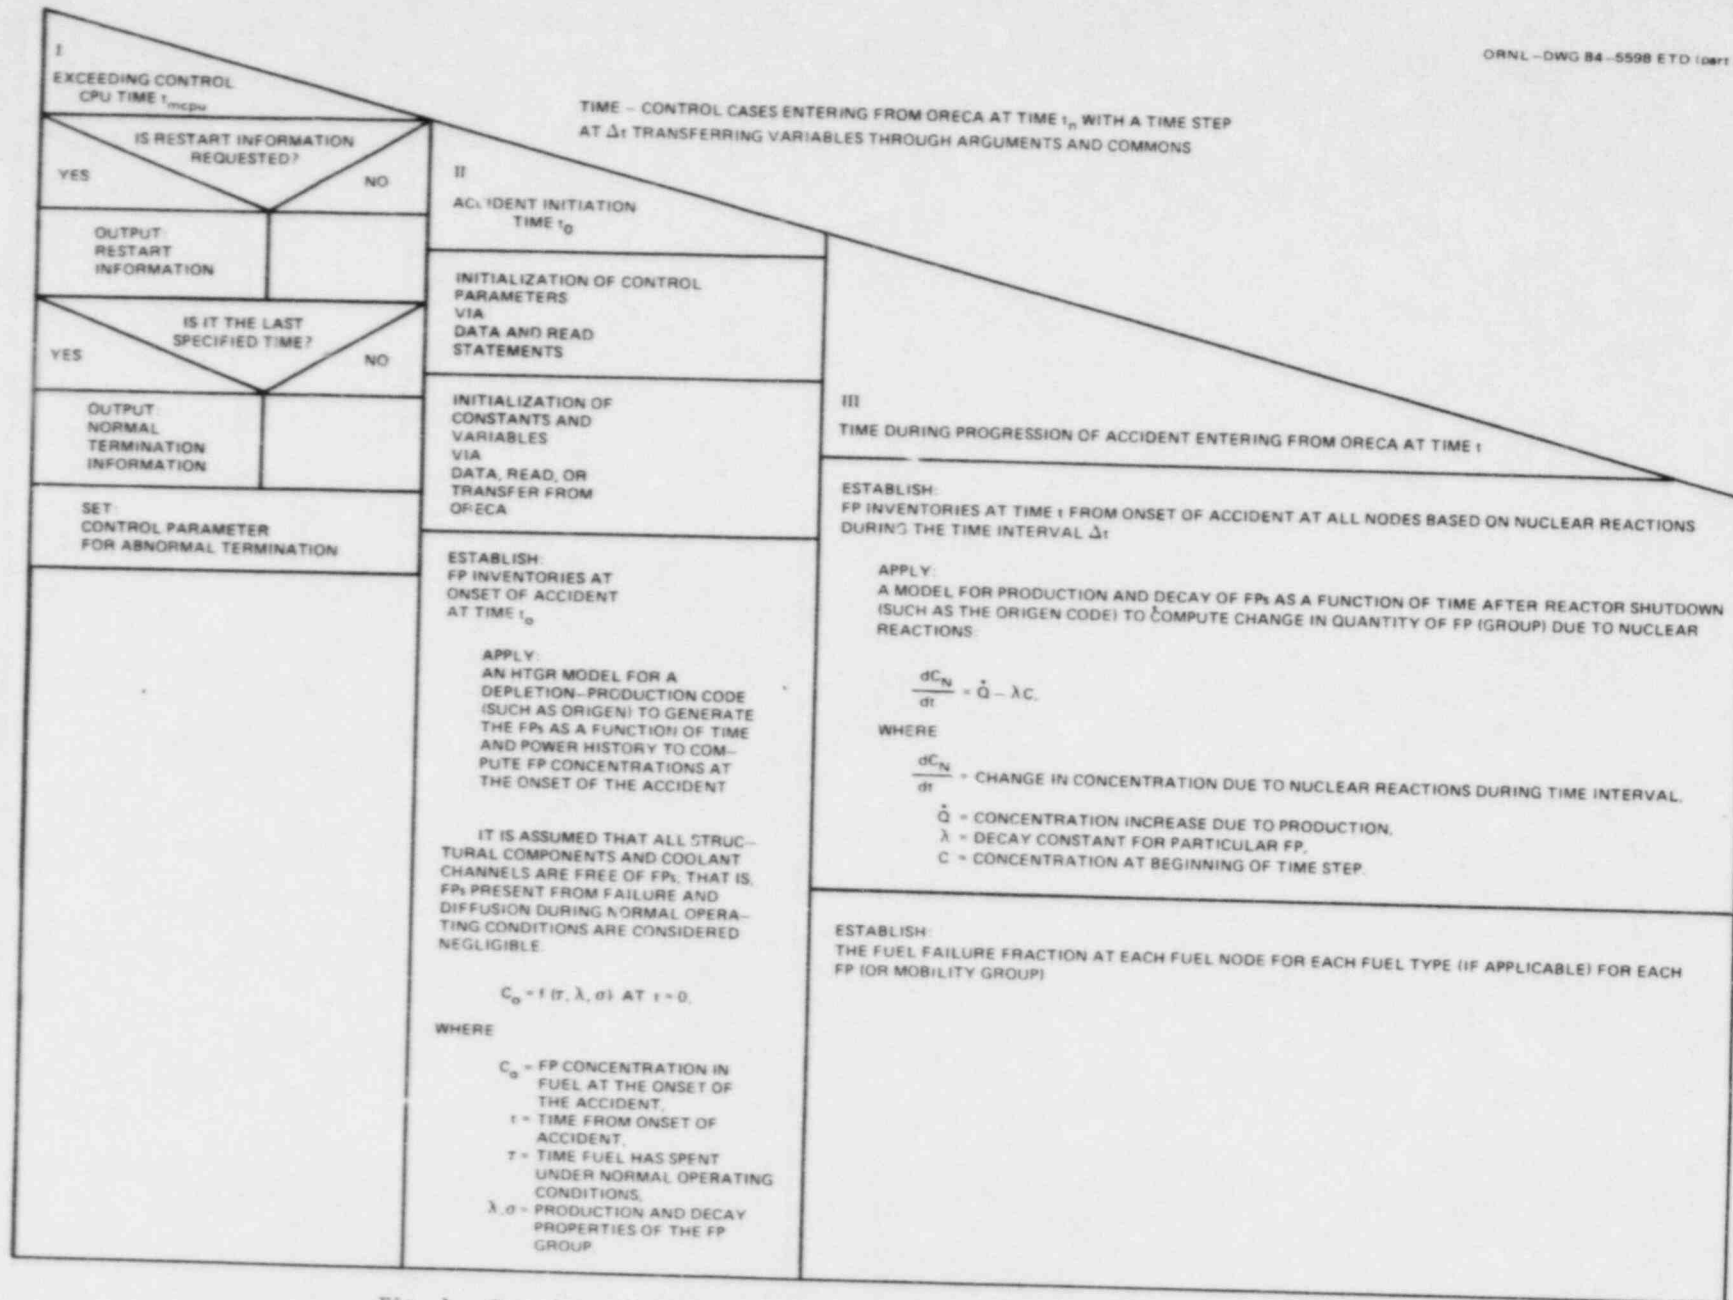 ORNL-DWG 84-5598 ETD (part
I
EXCEEDING CONTROL
CPU TIME t_mcpu
TIME - CONTROL CASES ENTERING FROM ORECA AT TIME t_n WITH A TIME STEP
AT Δt TRANSFERRING VARIABLES THROUGH ARGUMENTS AND COMMONS
IS RESTART INFORMATION
REQUESTED?
YES
NO
OUTPUT:
RESTART
INFORMATION
IS IT THE LAST
SPECIFIED TIME?
YES
NO
OUTPUT:
NORMAL
TERMINATION
INFORMATION
SET:
CONTROL PARAMETER
FOR ABNORMAL TERMINATION
II
ACCIDENT INITIATION
TIME t_0
INITIALIZATION OF CONTROL
PARAMETERS
VIA
DATA AND READ
STATEMENTS
INITIALIZATION OF
CONSTANTS AND
VARIABLES
VIA
DATA, READ, OR
TRANSFER FROM
ORECA
ESTABLISH:
FP INVENTORIES AT
ONSET OF ACCIDENT
AT TIME t_o
APPLY:
AN HTGR MODEL FOR A
DEPLETION-PRODUCTION CODE
(SUCH AS ORIGEN) TO GENERATE
THE FPs AS A FUNCTION OF TIME
AND POWER HISTORY TO COM-
PUTE FP CONCENTRATIONS AT
THE ONSET OF THE ACCIDENT
IT IS ASSUMED THAT ALL STRUC-
TURAL COMPONENTS AND COOLANT
CHANNELS ARE FREE OF FPs; THAT IS,
FPs PRESENT FROM FAILURE AND
DIFFUSION DURING NORMAL OPERA-
TING CONDITIONS ARE CONSIDERED
NEGLIGIBLE.
C_o = f (τ, λ, σ) AT t = 0,
WHERE
C_o = FP CONCENTRATION IN
FUEL AT THE ONSET OF
THE ACCIDENT,
t = TIME FROM ONSET OF
ACCIDENT,
τ = TIME FUEL HAS SPENT
UNDER NORMAL OPERATING
CONDITIONS,
λ, σ = PRODUCTION AND DECAY
PROPERTIES OF THE FP
GROUP.
III
TIME DURING PROGRESSION OF ACCIDENT ENTERING FROM ORECA AT TIME t
ESTABLISH:
FP INVENTORIES AT TIME t FROM ONSET OF ACCIDENT AT ALL NODES BASED ON NUCLEAR REACTIONS
DURING THE TIME INTERVAL Δt
APPLY:
A MODEL FOR PRODUCTION AND DECAY OF FPs AS A FUNCTION OF TIME AFTER REACTOR SHUTDOWN
(SUCH AS THE ORIGEN CODE) TO COMPUTE CHANGE IN QUANTITY OF FP (GROUP) DUE TO NUCLEAR
REACTIONS:
dC_N/dt = Q̇ - λC,
WHERE
dC_N/dt = CHANGE IN CONCENTRATION DUE TO NUCLEAR REACTIONS DURING TIME INTERVAL,
Q̇ = CONCENTRATION INCREASE DUE TO PRODUCTION,
λ = DECAY CONSTANT FOR PARTICULAR FP,
C = CONCENTRATION AT BEGINNING OF TIME STEP.
ESTABLISH:
THE FUEL FAILURE FRACTION AT EACH FUEL NODE FOR EACH FUEL TYPE (IF APPLICABLE) FOR EACH
FP (OR MOBILITY GROUP)